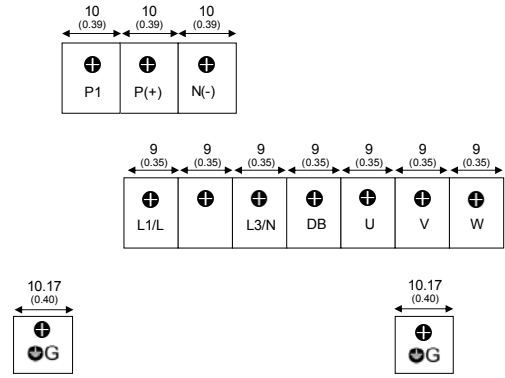 10 10 10
(0.39) (0.39) (0.39)
P1 P(+) N(-)
9 9 9 9 9 9 9
(0.35) (0.35) (0.35) (0.35) (0.35) (0.35) (0.35)
L1/L L3/N DB U V W
10.17 10.17
(0.40) (0.40)
G G